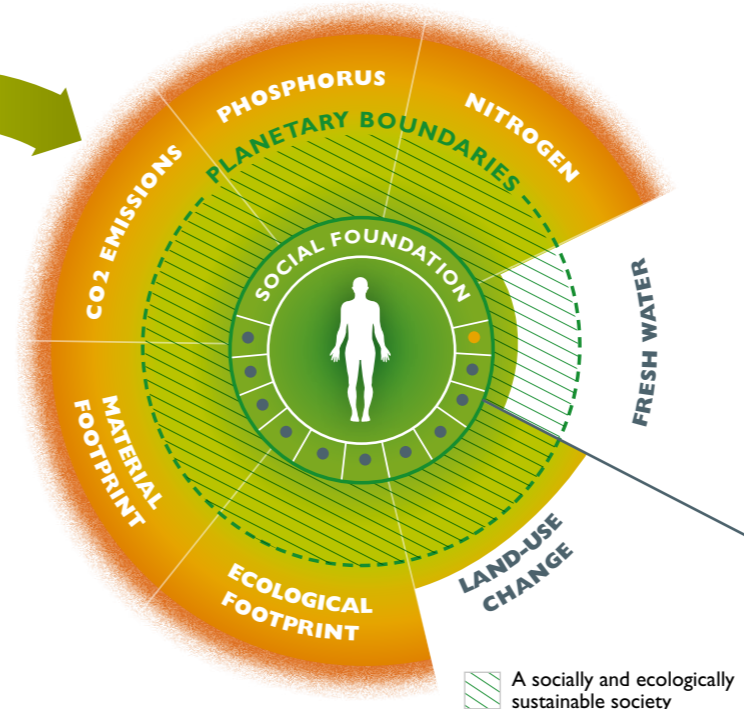 PHOSPHORUS
NITROGEN
PLANETARY BOUNDARIES
CO2 EMISSIONS
SOCIAL FOUNDATION
FRESH WATER
MATERIAL
FOOTPRINT
LAND-USE
CHANGE
ECOLOGICAL
FOOTPRINT
A socially and ecologically
sustainable society